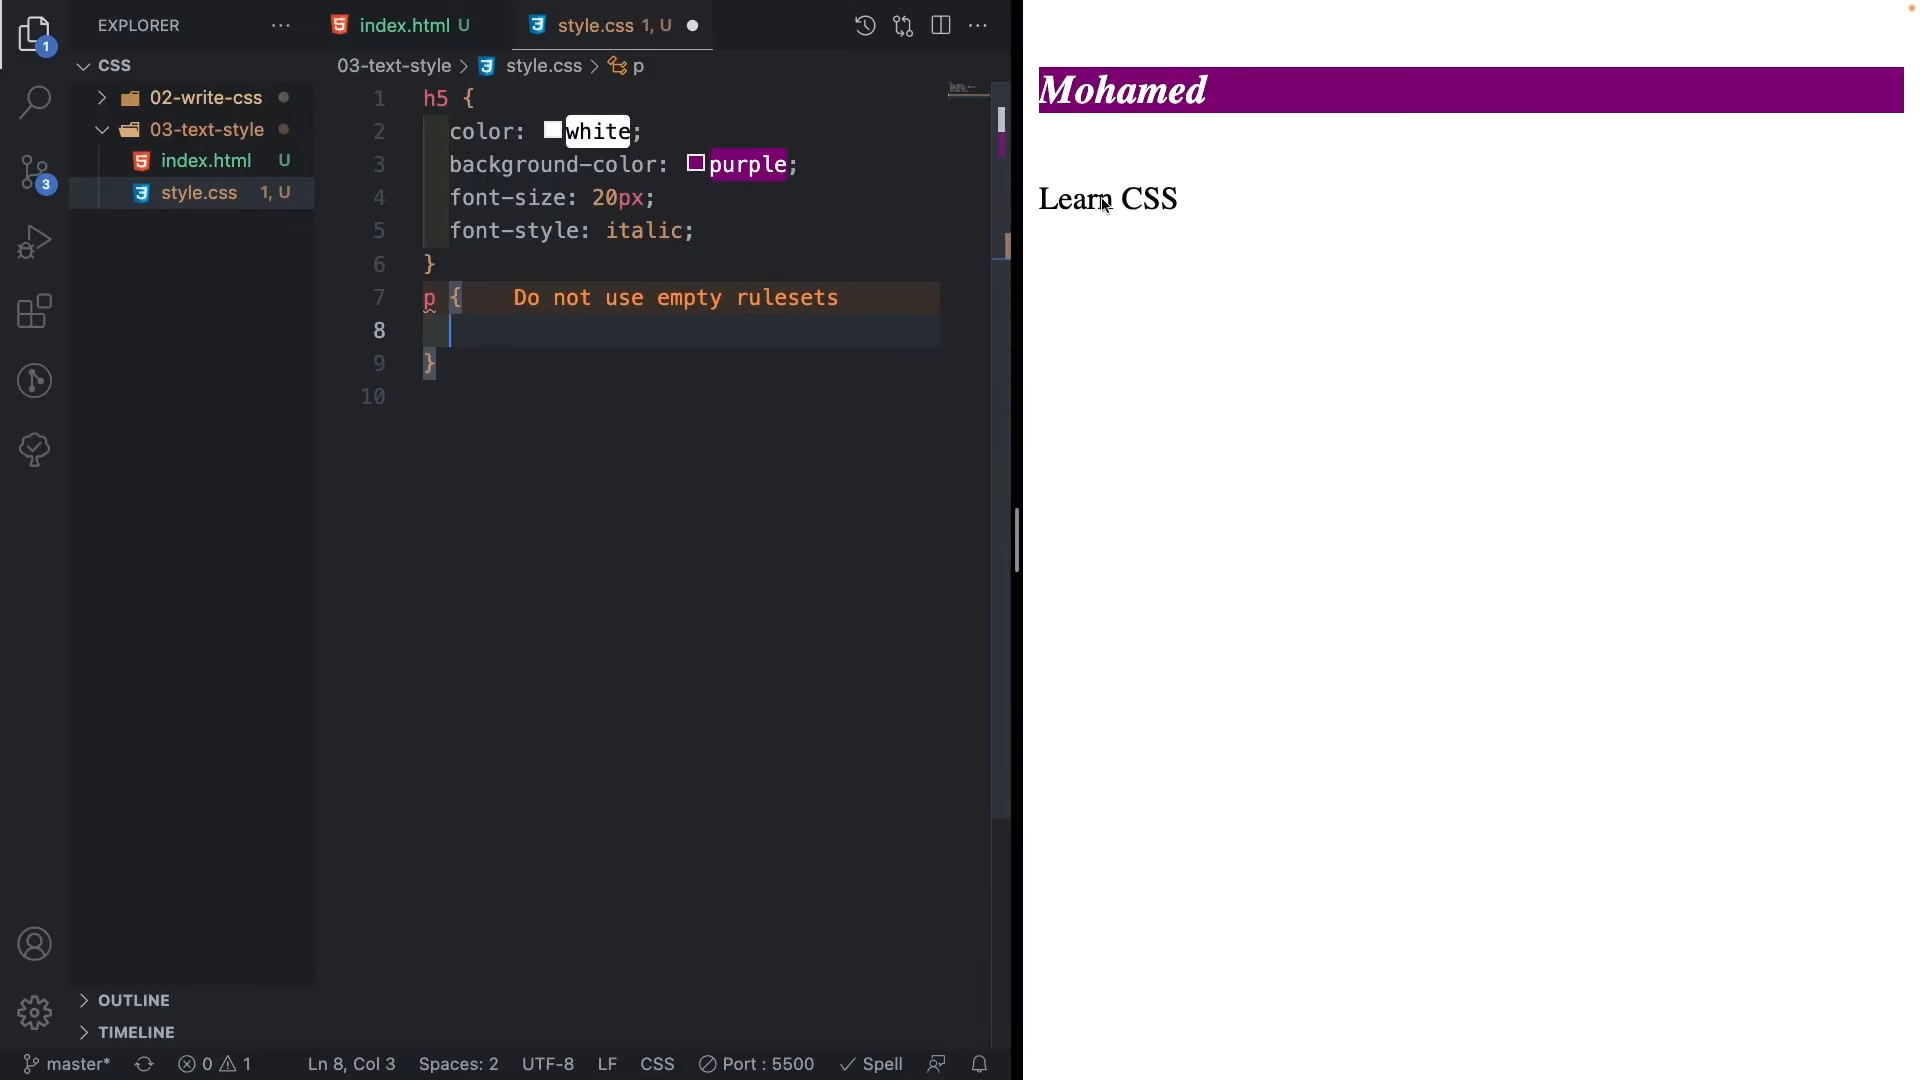 EXPLORER ...
index.html U
style.css 1, U
1
CSS
03-text-style > style.css > p
02-write-css
03-text-style
index.html U
style.css 1, U
3
1 h5 {
2 color: white;
3 background-color: purple;
4 font-size: 20px;
5 font-style: italic;
6 }
7 p { Do not use empty rulesets
8
9 }
10
OUTLINE
TIMELINE
master* 0 1 Ln 8, Col 3 Spaces: 2 UTF-8 LF CSS Port : 5500 Spell
Mohamed
Learn CSS